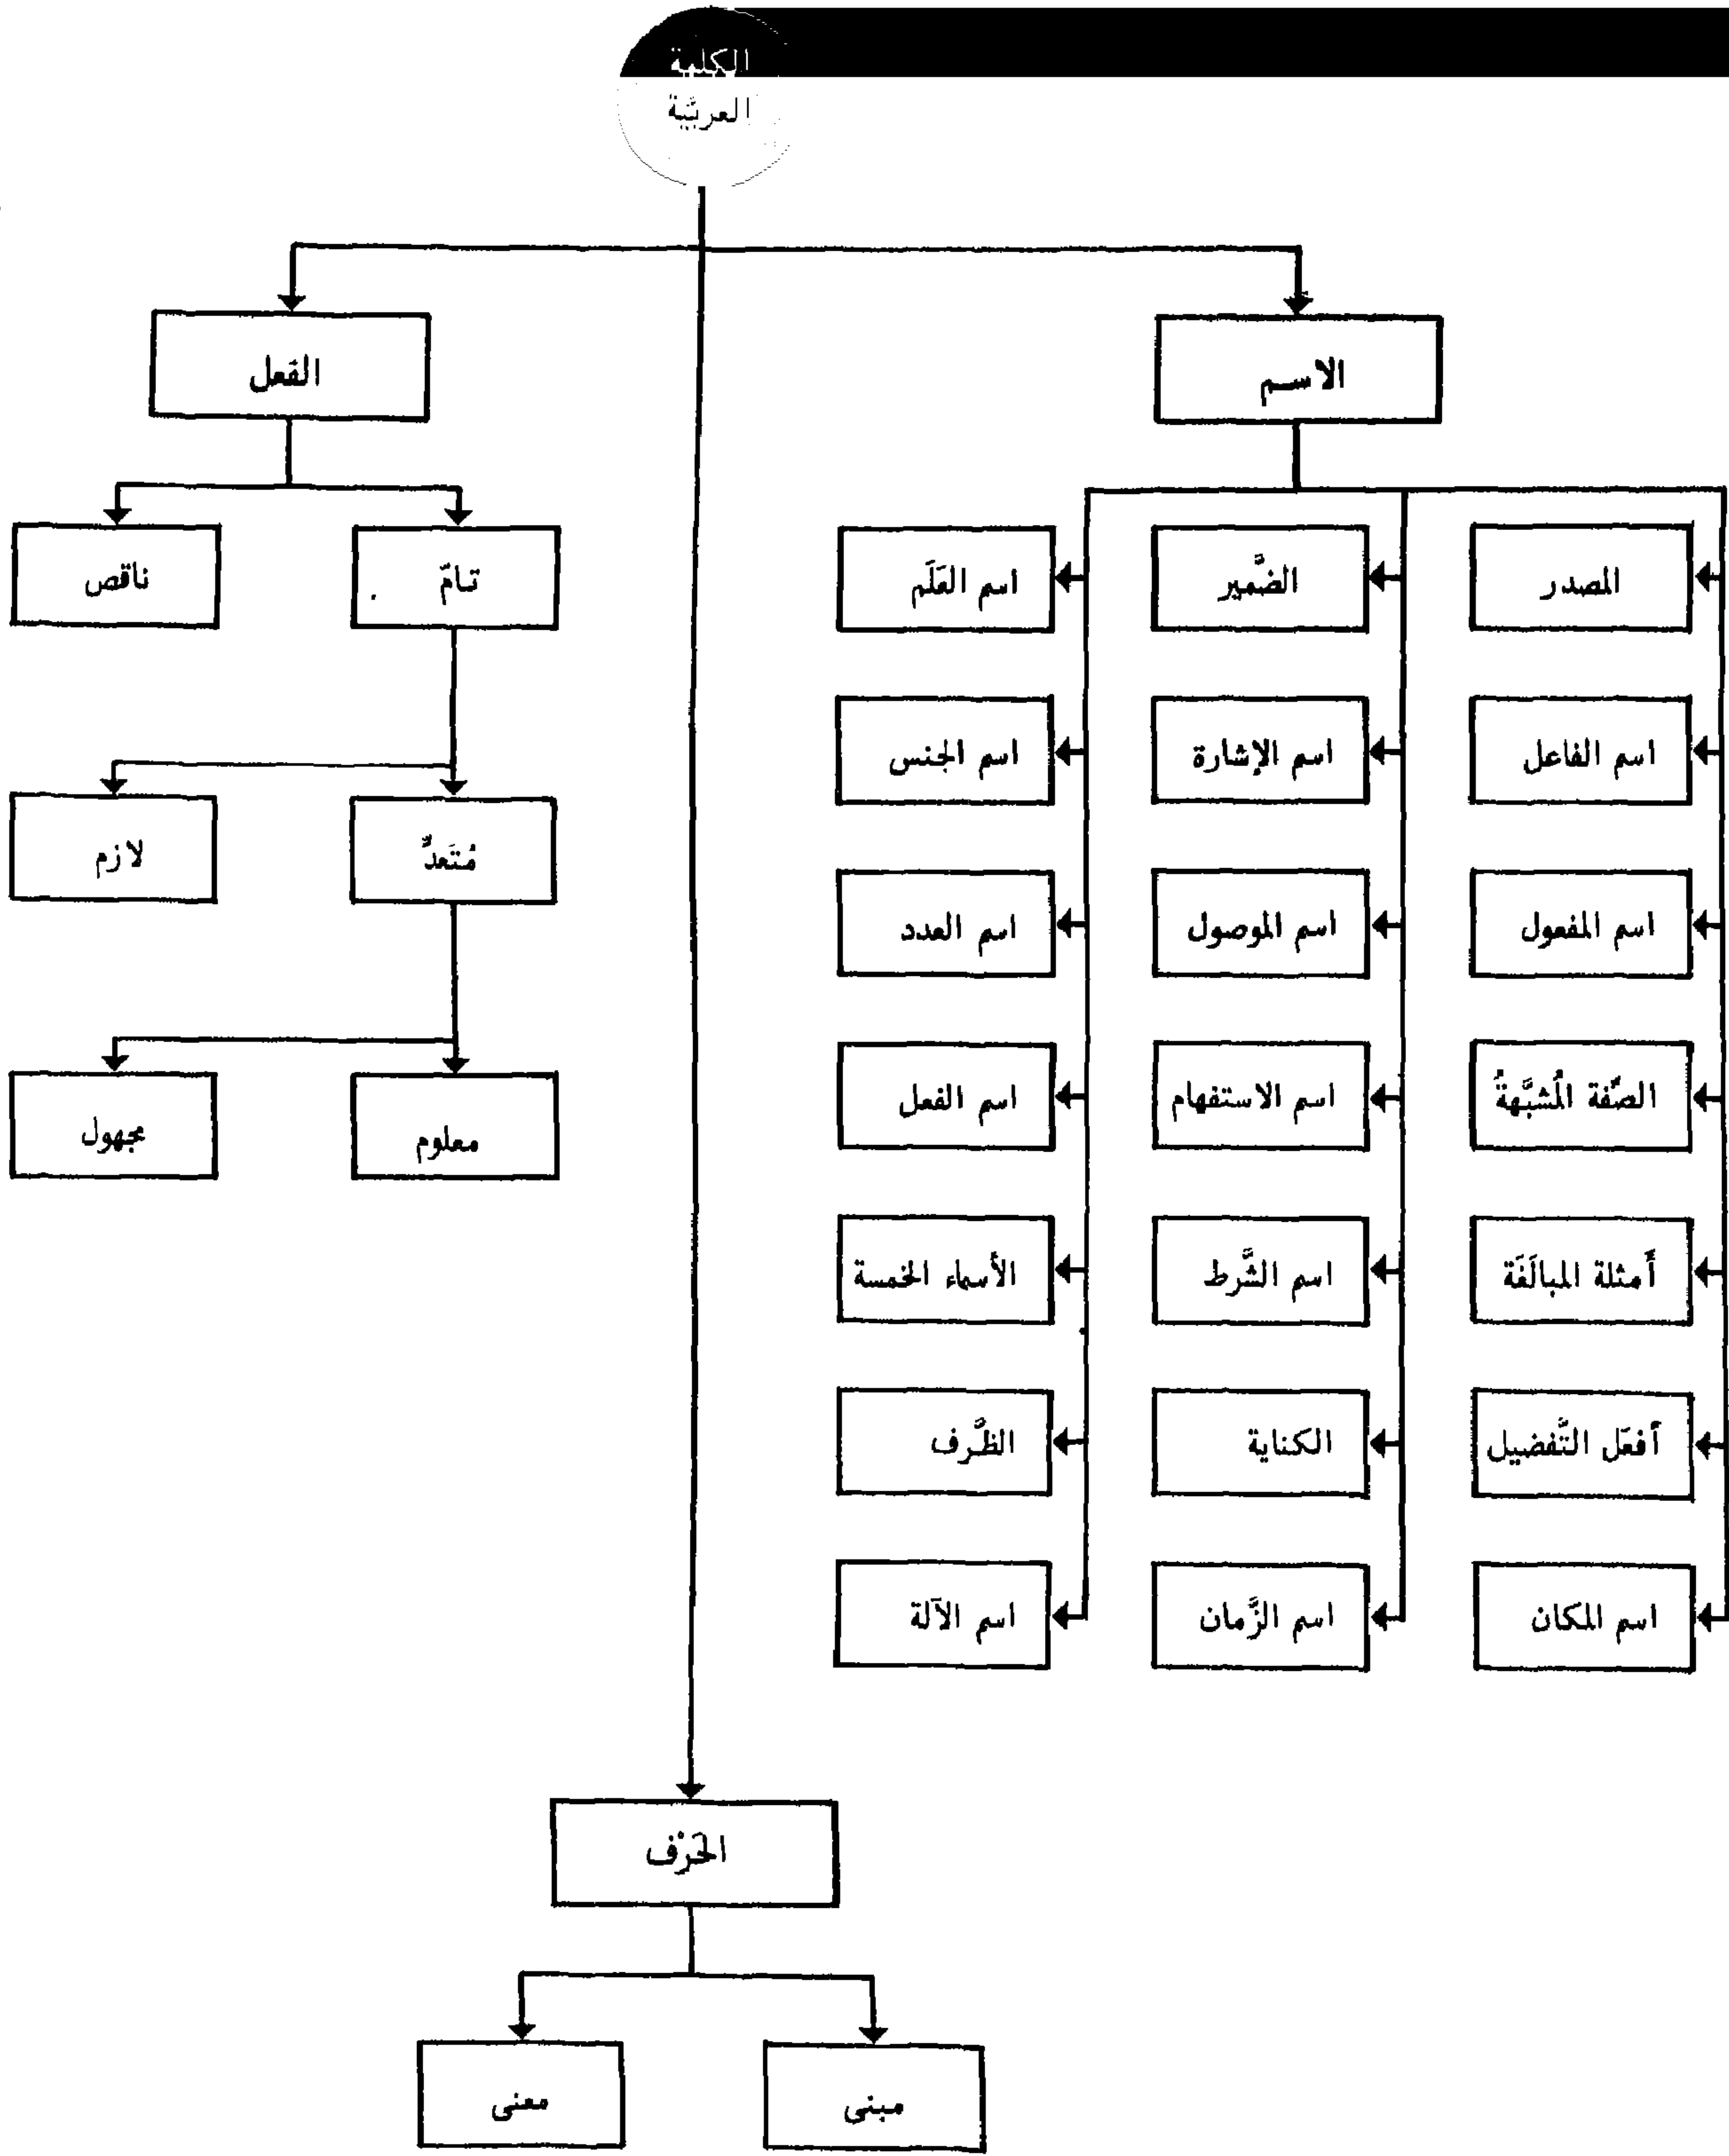 الكلمة
العربيّة
الاسم
الفعل
تامّ
ناقص
المصدر
الضَّمير
اسم العَلَم
اسم الفاعل
اسم الإشارة
اسم الجنس
مُتَعدٍّ
لازم
اسم المفعول
اسم الموصول
اسم العدد
الصِّفة المُشبَّهةُ
اسم الاستفهام
اسم الفعل
معلوم
مجهول
أَمثلة المبالَغَة
اسم الشَّرط
الأسماء الخمسة
أفعَل التَّفضيل
الكناية
الظَّرف
اسم المكان
اسم الزَّمان
اسم الآلة
الحَرْف
مبنى
معنى